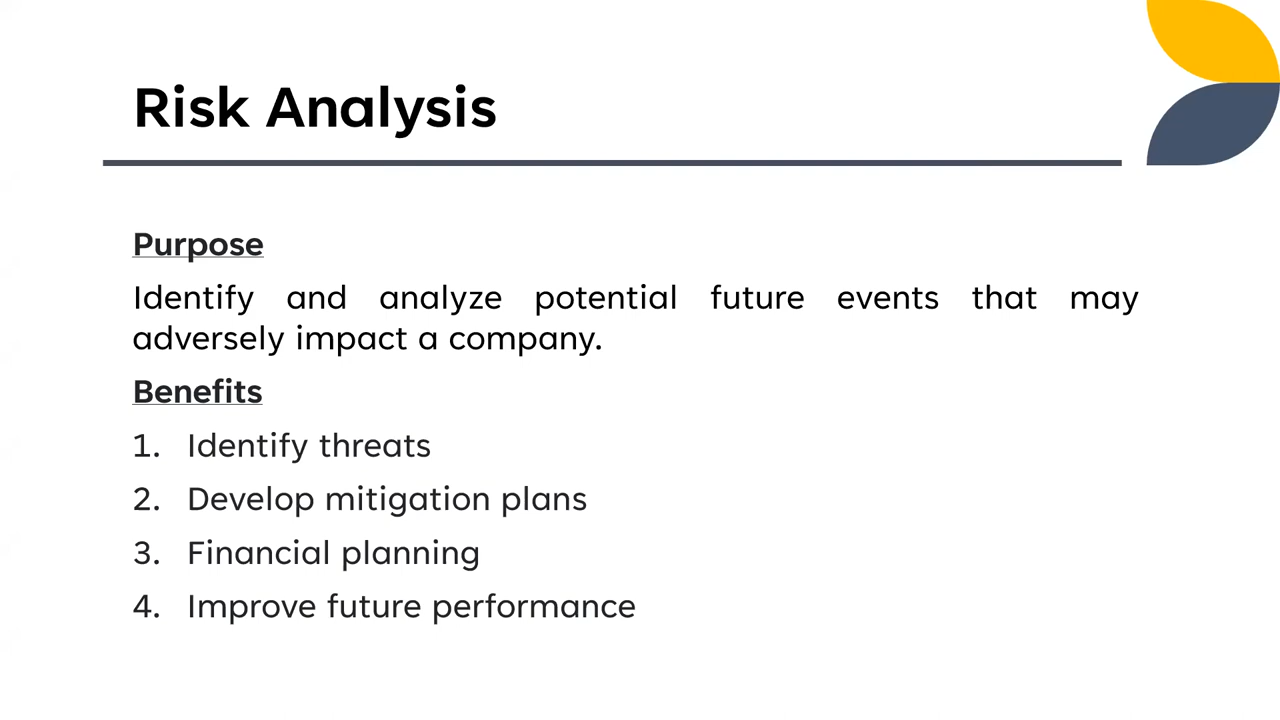 Risk Analysis
Purpose
Identify and analyze potential future events that may
adversely impact a company.
Benefits
1. Identify threats
2. Develop mitigation plans
3. Financial planning
4. Improve future performance